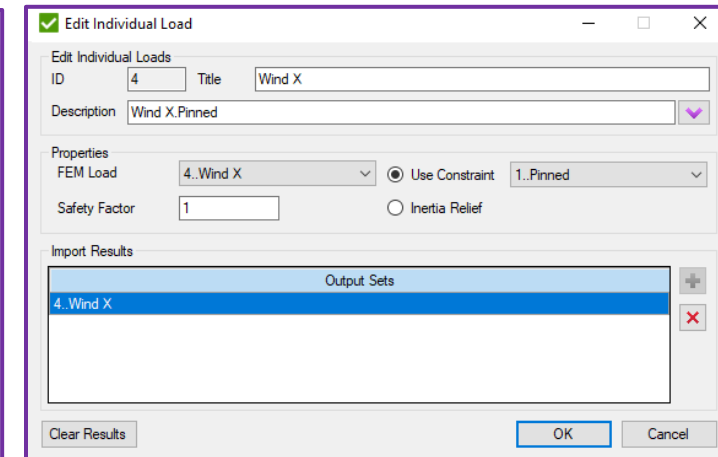 Edit Individual Load
Edit Individual Loads
ID 4 Title Wind X
Description Wind X.Pinned
Properties
FEM Load 4..Wind X Use Constraint 1..Pinned
Safety Factor 1 Inertia Relief
Import Results
Output Sets
4..Wind X
Clear Results OK Cancel